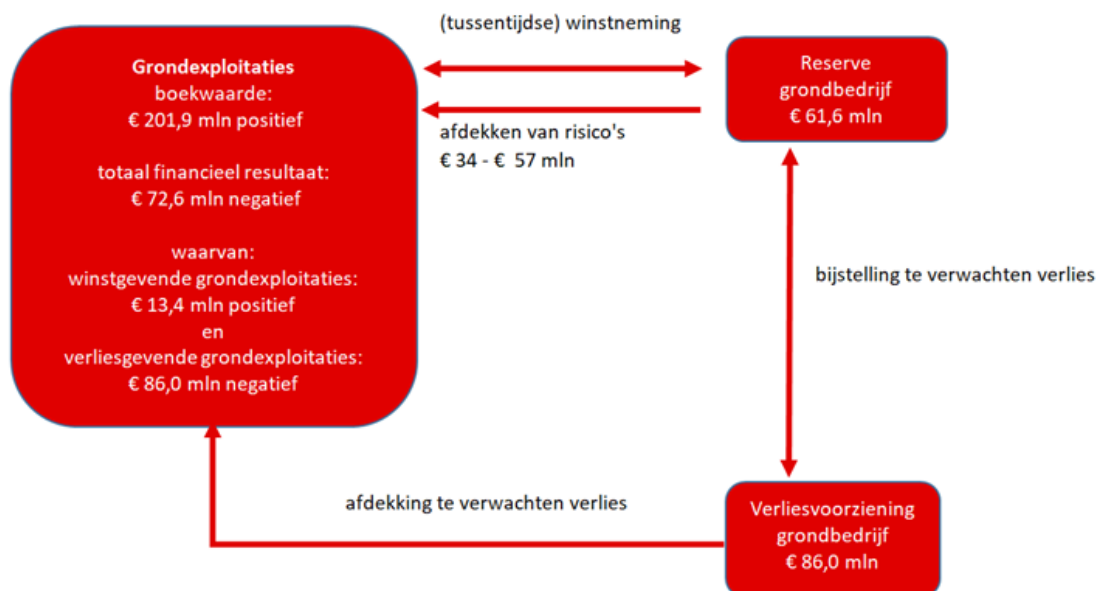 (tussentijdse) winstneming
Grondexploitaties
boekwaarde:
€ 201,9 mln positief
totaal financieel resultaat:
€ 72,6 mln negatief
waarvan:
winstgevende grondexploitaties:
€ 13,4 mln positief
en
verliesgevende grondexploitaties:
€ 86,0 mln negatief
Reserve
grondbedrijf
€ 61,6 mln
afdekken van risico's
€ 34 - €  57 mln
bijstelling te verwachten verlies
afdekking te verwachten verlies
Verliesvoorziening
grondbedrijf
€ 86,0 mln